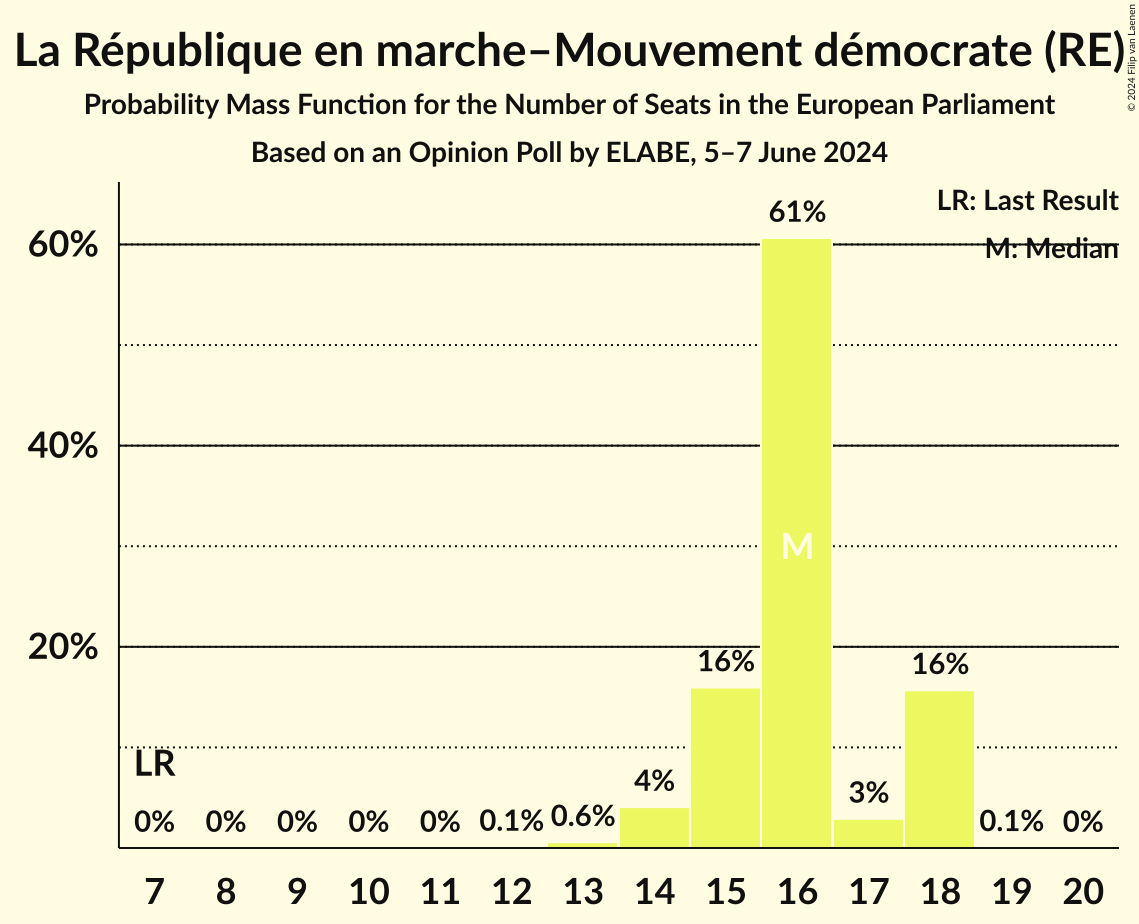 La République en marche–Mouvement démocrate (RE)
© 2024 Filip van Laenen
Probability Mass Function for the Number of Seats in the European Parliament
Based on an Opinion Poll by ELABE, 5–7 June 2024
LR: Last Result
M: Median
61%
60%
40%
M
20%
16%
16%
LR
4%
3%
0% 0% 0% 0% 0% 0.1% 0.6% 0.1% 0%
7 8 9 10 11 12 13 14 15 16 17 18 19 20